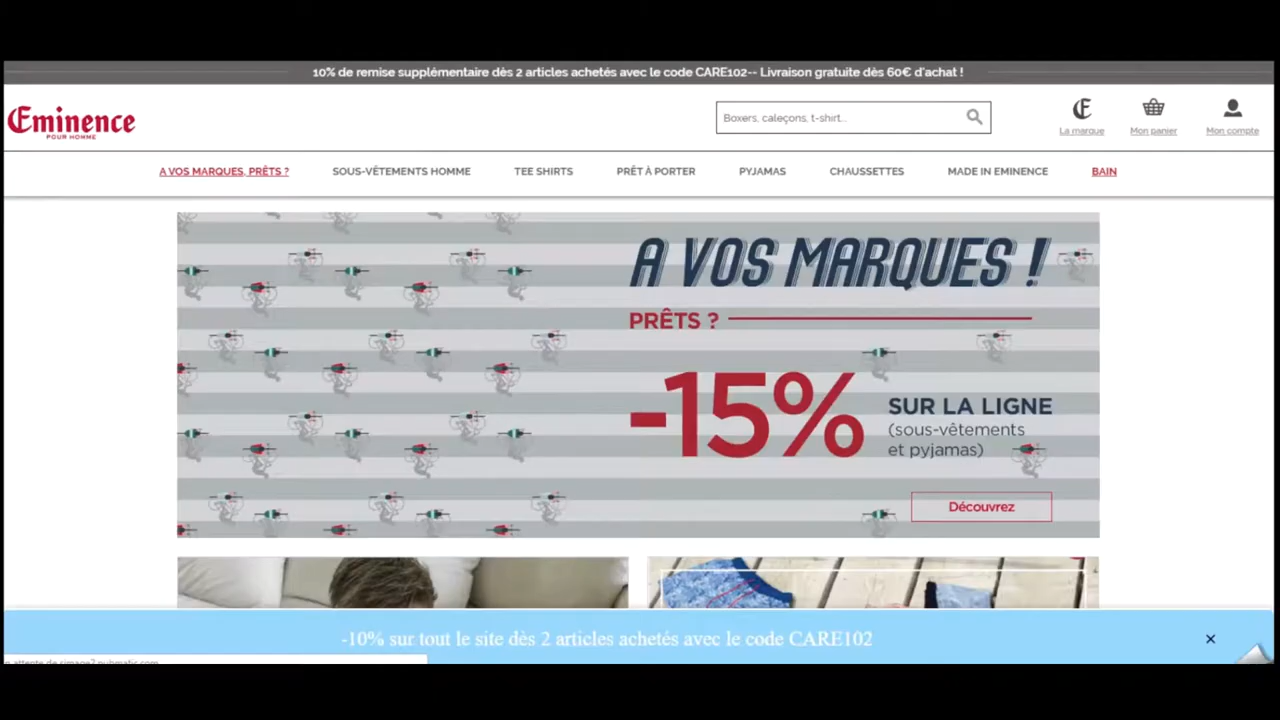 10% de remise supplémentaire dès 2 articles achetés avec le code CARE102-- Livraison gratuite dès 60€ d'achat !
Eminence
POUR HOMME
Boxers, caleçons, t-shirt...
La marque
Mon panier
Mon compte
A VOS MARQUES, PRÊTS ?
SOUS-VÊTEMENTS HOMME
TEE SHIRTS
PRÊT À PORTER
PYJAMAS
CHAUSSETTES
MADE IN EMINENCE
BAIN
A VOS MARQUES !
PRÊTS ?
-15%
SUR LA LIGNE
(sous-vêtements
et pyjamas)
Découvrez
-10% sur tout le site dès 2 articles achetés avec le code CARE102